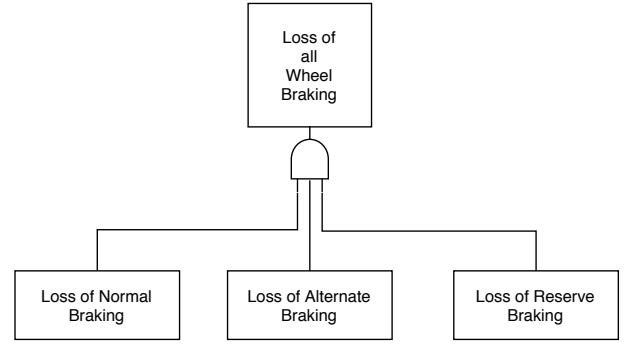 Loss of
all
Wheel
Braking
Loss of Normal
Braking
Loss of Alternate
Braking
Loss of Reserve
Braking